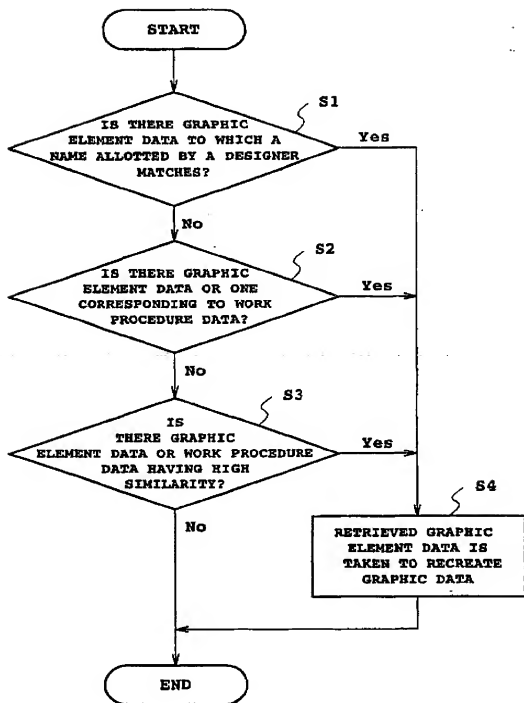 START
S1
IS THERE GRAPHIC
ELEMENT DATA TO WHICH A
NAME ALLOTTED BY A DESIGNER
MATCHES?
Yes
No
S2
IS THERE GRAPHIC
ELEMENT DATA OR ONE
CORRESPONDING TO WORK
PROCEDURE DATA?
Yes
No
S3
IS
THERE GRAPHIC
ELEMENT DATA OR WORK PROCEDURE
DATA HAVING HIGH
SIMILARITY?
Yes
No
S4
RETRIEVED GRAPHIC
ELEMENT DATA IS
TAKEN TO RECREATE
GRAPHIC DATA
END